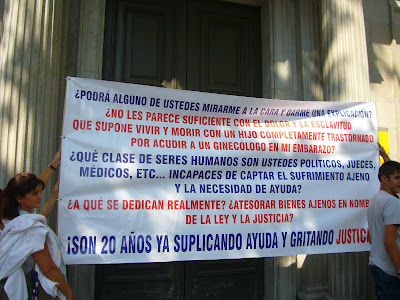 ¿PODRÁ ALGUNO DE USTEDES MIRARME A LA CARA Y DARME UNA EXPLICACIÓN?
¿NO LES PARECE SUFICIENTE CON EL DOLOR Y LA ESCLAVITUD
QUE SUPONE VIVIR Y MORIR CON UN HIJO COMPLETAMENTE TRASTORNADO
POR ACUDIR A UN GINECÓLOGO EN MI EMBARAZO?
¿QUÉ CLASE DE SERES HUMANOS SON USTEDES POLÍTICOS, JUECES,
MÉDICOS, ETC... INCAPACES DE CAPTAR EL SUFRIMIENTO AJENO
Y LA NECESIDAD DE AYUDA?
¿A QUÉ SE DEDICAN REALMENTE? ¿ATESORAR BIENES AJENOS EN NOMB
DE LA LEY Y LA JUSTICIA?
¡SON 20 AÑOS YA SUPLICANDO AYUDA Y GRITANDO JUSTIC